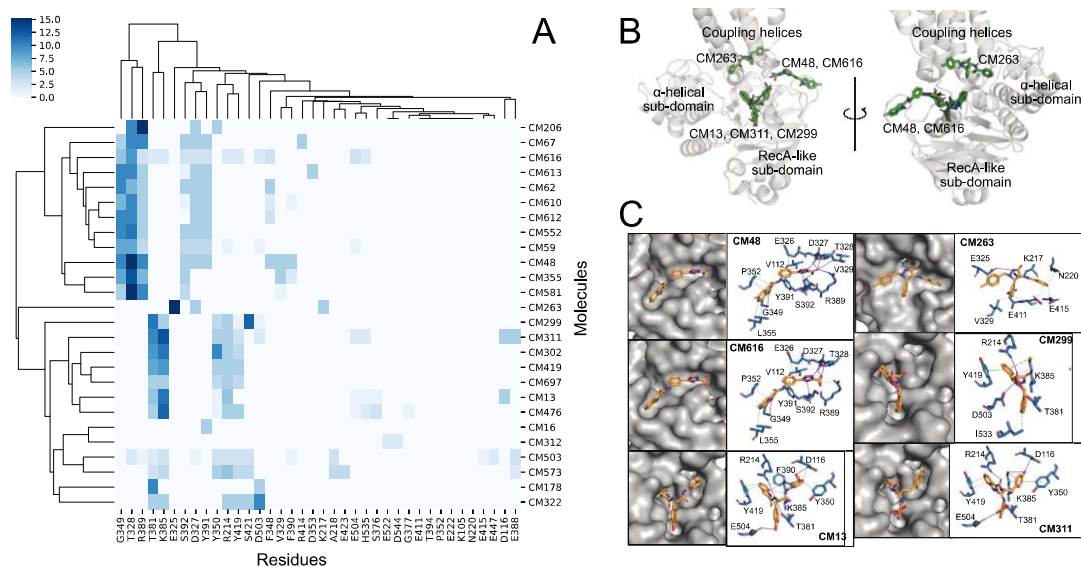 A
15.0
12.5
10.0
7.5
5.0
2.5
0.0
CM206
CM67
CM616
CM613
CM62
CM610
CM612
CM552
CM59
CM48
CM355
CM581
CM263
CM299
CM311
CM302
CM419
CM697
CM13
CM476
CM16
CM312
CM503
CM573
CM178
CM322
Molecules
G349
T328
R389
T381
K385
E325
S392
D327
Y391
Y350
R214
Y419
S421
D503
F348
V329
F390
R414
D353
K217
A218
E423
E504
H535
S376
E522
D544
G377
E411
T394
P352
E222
K105
N220
E415
E447
D116
E388
Residues
B
Coupling helices
CM263
CM48, CM616
α-helical
sub-domain
CM13, CM311, CM299
RecA-like
sub-domain
Coupling helices
CM263
α-helical
sub-domain
CM48, CM616
RecA-like
sub-domain
C
CM48
E326
D327
T328
V112
V329
P352
Y391
S392
R389
G349
L355
CM263
E325
K217
N220
V329
E411
E415
CM616
E326
D327
T328
V112
P352
Y391
S392
R389
G349
L355
CM299
R214
Y419
K385
D503
T381
I533
R214
D116
F390
Y419
K385
Y350
E504
T381
CM13
R214
D116
Y419
K385
Y350
E504
T381
CM311